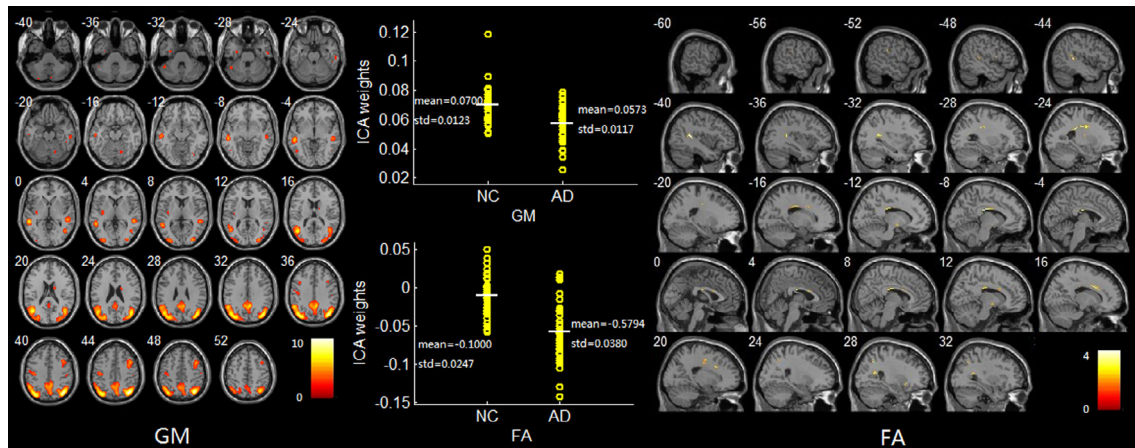 -40 -36 -32 -28 -24
-20 -16 -12 -8 -4
0 4 8 12 16
20 24 28 32 36
40 44 48 52
10
0
GM
0.12
0.10
0.08
0.06
0.04
0.02
ICA weights
mean=0.0700
std=0.0123
mean=0.0573
std=0.0117
NC AD
GM
0.05
0
-0.05
-0.1
-0.15
ICA weights
mean=-0.1000
std=0.0247
mean=-0.5794
std=0.0380
NC AD
FA
-60 -56 -52 -48 -44
-40 -36 -32 -28 -24
-20 -16 -12 -8 -4
0 4 8 12 16
20 24 28 32
4
0
FA